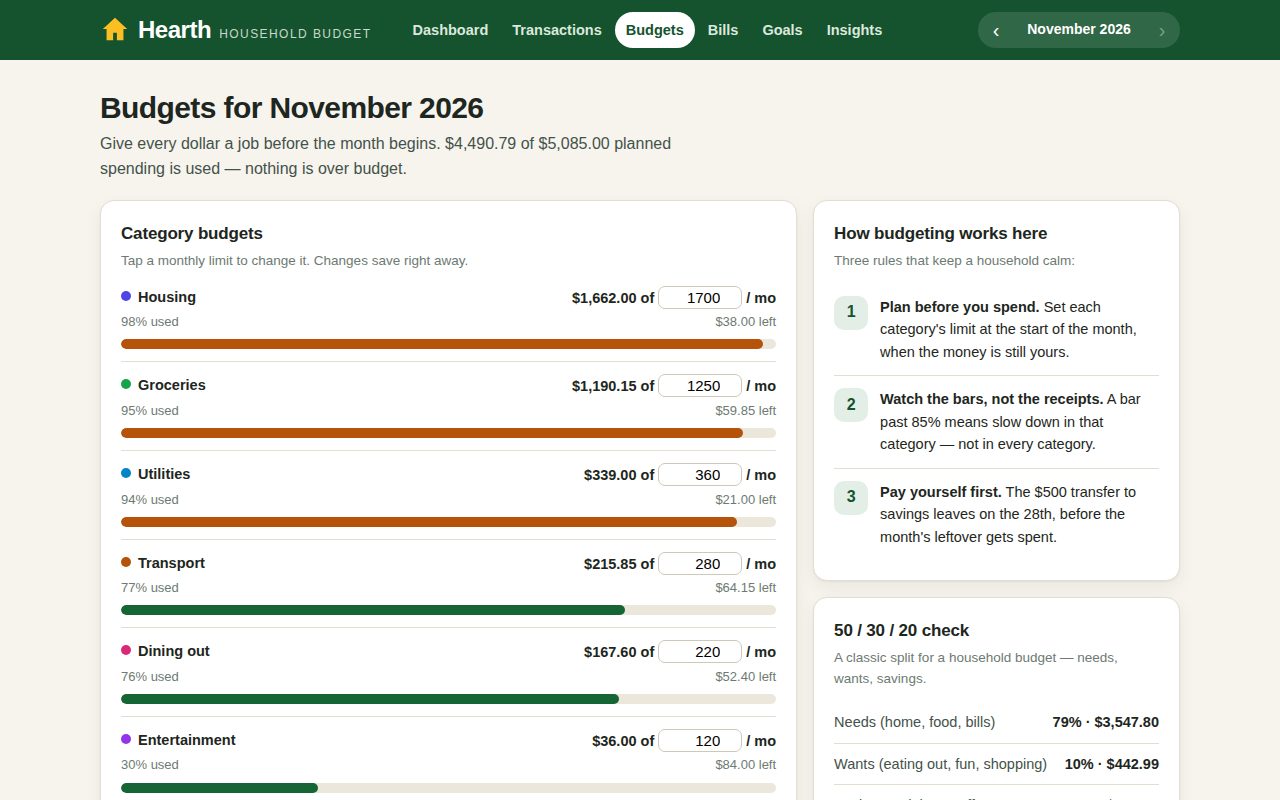 Hearth HOUSEHOLD BUDGET Dashboard Transactions Budgets Bills Goals Insights ‹ November 2026 ›
Budgets for November 2026
Give every dollar a job before the month begins. $4,490.79 of $5,085.00 planned
spending is used — nothing is over budget.
Category budgets
Tap a monthly limit to change it. Changes save right away.
Housing $1,662.00 of 1700 / mo
98% used $38.00 left
Groceries $1,190.15 of 1250 / mo
95% used $59.85 left
Utilities $339.00 of 360 / mo
94% used $21.00 left
Transport $215.85 of 280 / mo
77% used $64.15 left
Dining out $167.60 of 220 / mo
76% used $52.40 left
Entertainment $36.00 of 120 / mo
30% used $84.00 left
How budgeting works here
Three rules that keep a household calm:
1 Plan before you spend. Set each
category's limit at the start of the month,
when the money is still yours.
2 Watch the bars, not the receipts. A bar
past 85% means slow down in that
category — not in every category.
3 Pay yourself first. The $500 transfer to
savings leaves on the 28th, before the
month's leftover gets spent.
50 / 30 / 20 check
A classic split for a household budget — needs,
wants, savings.
Needs (home, food, bills) 79% · $3,547.80
Wants (eating out, fun, shopping) 10% · $442.99